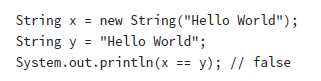 String x = new String("Hello World");
String y = "Hello World";
System.out.println(x == y); // false